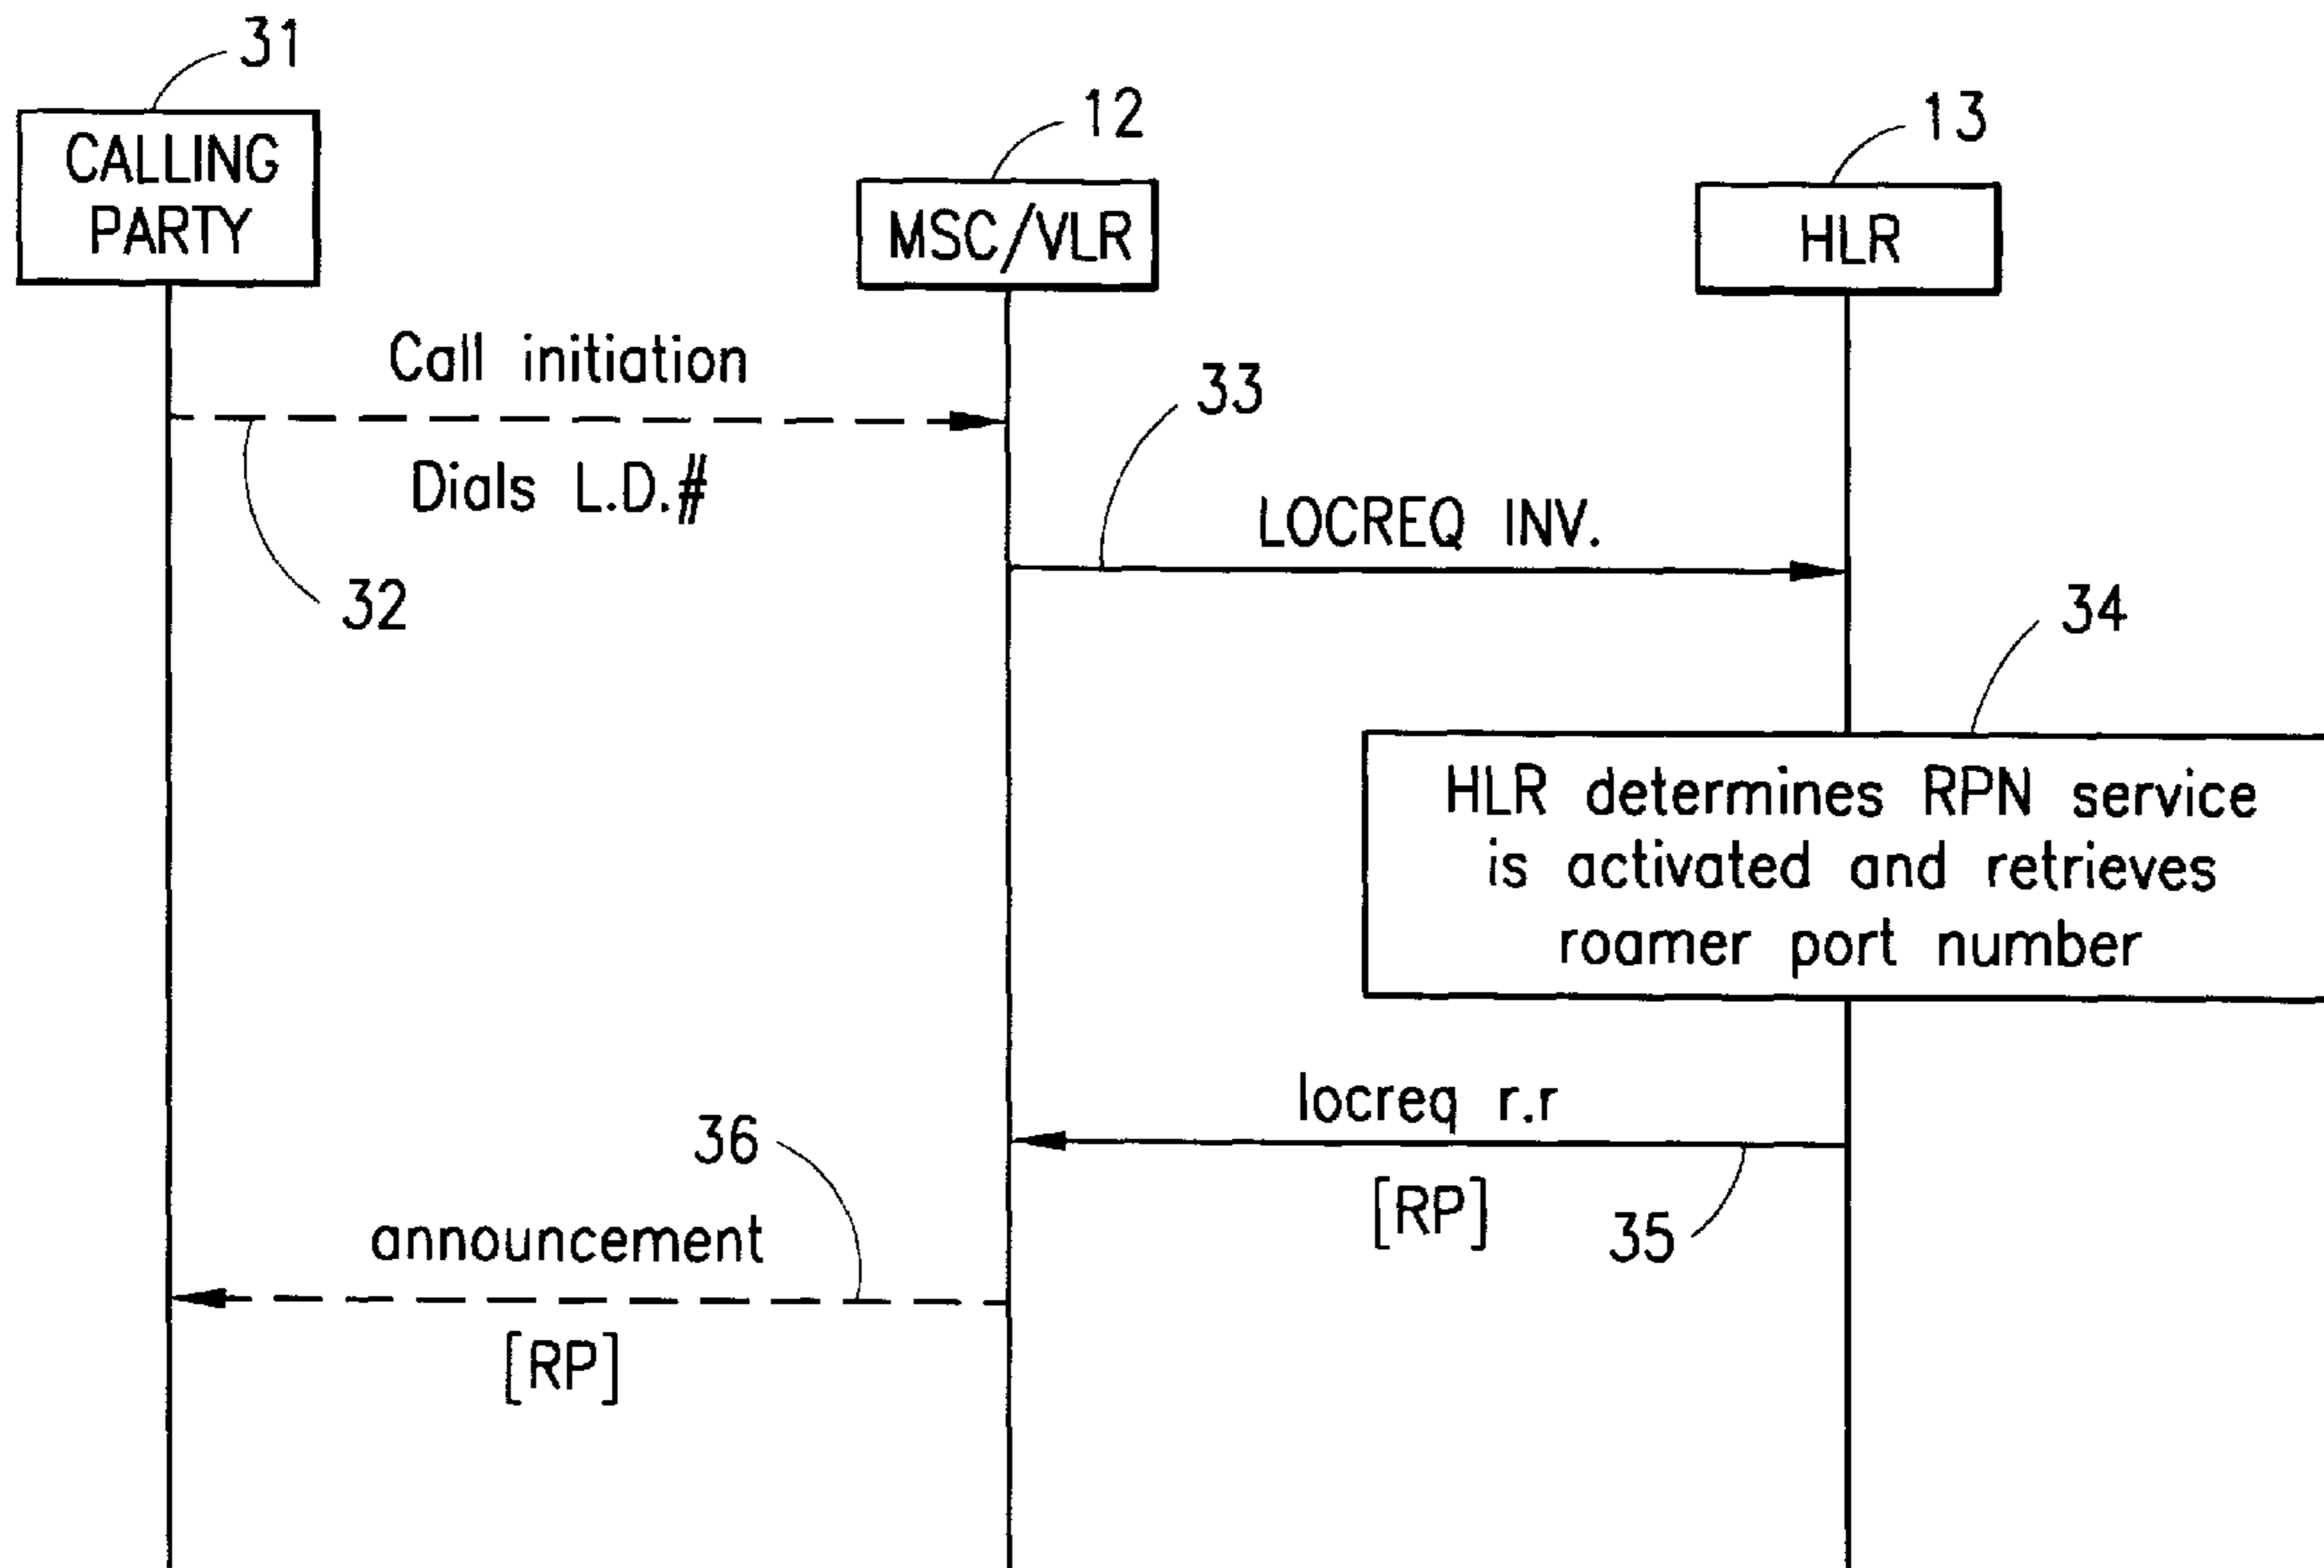 31
12
13
CALLING
PARTY
MSC/VLR
HLR
Call initiation
Dials L.D.#
32
33
LOCREQ INV.
34
HLR determines RPN service
is activated and retrieves
roamer port number
locreq r.r
[RP]
35
36
announcement
[RP]